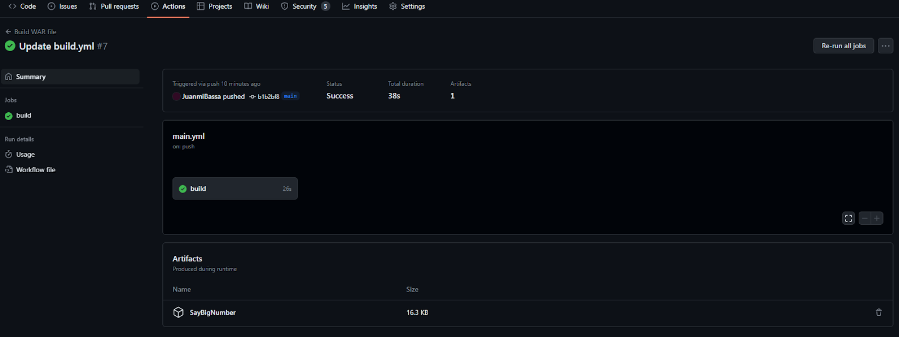 Code Issues Pull requests Actions Projects Wiki Security 5 Insights Settings
Build WAR file
Update build.yml #7
Re-run all jobs
Summary
Jobs
build
Run details
Usage
Workflow file
Triggered via push 10 minutes ago
JuanmiBassa pushed b1b2bf8 main
Status
Success
Total duration
38s
Artifacts
1
main.yml
on: push
build 26s
Artifacts
Produced during runtime
Name Size
SayBigNumber 16.3 KB